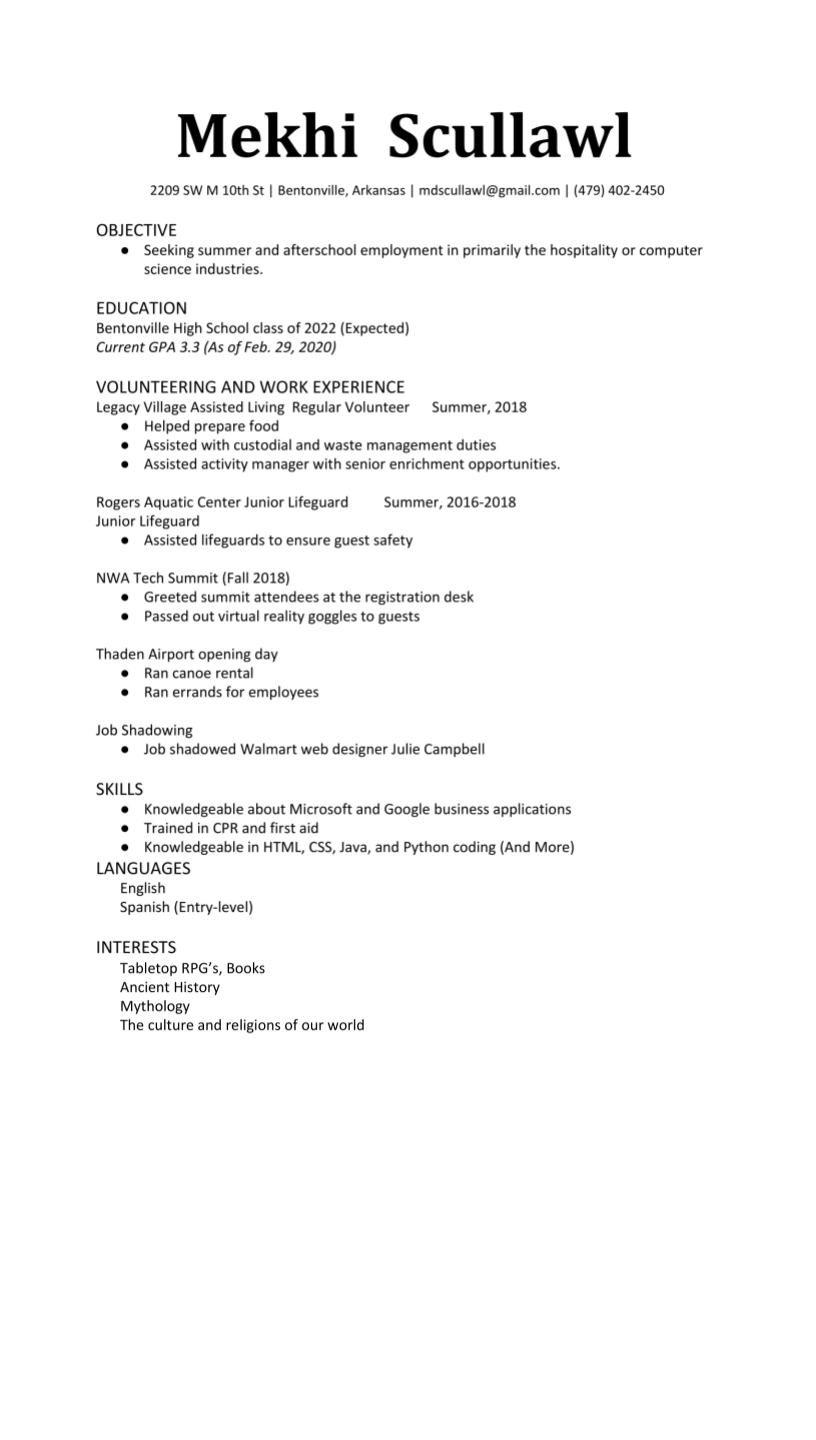 Mekhi Scullawl
2209 SW M 10th St | Bentonville, Arkansas | mdscullawl@gmail.com | (479) 402-2450
OBJECTIVE
● Seeking summer and afterschool employment in primarily the hospitality or computer
science industries.
EDUCATION
Bentonville High School class of 2022 (Expected)
Current GPA 3.3 (As of Feb. 29, 2020)
VOLUNTEERING AND WORK EXPERIENCE
Legacy Village Assisted Living Regular Volunteer Summer, 2018
● Helped prepare food
● Assisted with custodial and waste management duties
● Assisted activity manager with senior enrichment opportunities.
Rogers Aquatic Center Junior Lifeguard Summer, 2016-2018
Junior Lifeguard
● Assisted lifeguards to ensure guest safety
NWA Tech Summit (Fall 2018)
● Greeted summit attendees at the registration desk
● Passed out virtual reality goggles to guests
Thaden Airport opening day
● Ran canoe rental
● Ran errands for employees
Job Shadowing
● Job shadowed Walmart web designer Julie Campbell
SKILLS
● Knowledgeable about Microsoft and Google business applications
● Trained in CPR and first aid
● Knowledgeable in HTML, CSS, Java, and Python coding (And More)
LANGUAGES
English
Spanish (Entry-level)
INTERESTS
Tabletop RPG’s, Books
Ancient History
Mythology
The culture and religions of our world